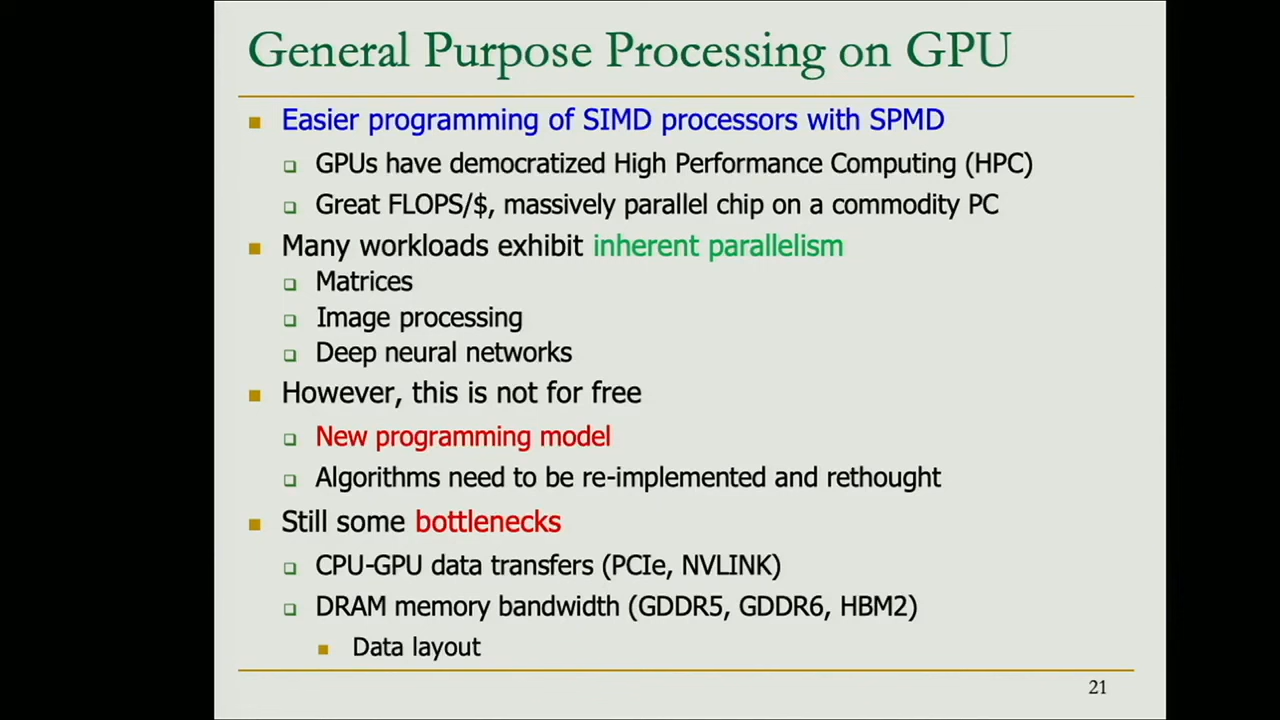 General Purpose Processing on GPU
Easier programming of SIMD processors with SPMD
GPUs have democratized High Performance Computing (HPC)
Great FLOPS/$, massively parallel chip on a commodity PC
Many workloads exhibit inherent parallelism
Matrices
Image processing
Deep neural networks
However, this is not for free
New programming model
Algorithms need to be re-implemented and rethought
Still some bottlenecks
CPU-GPU data transfers (PCIe, NVLINK)
DRAM memory bandwidth (GDDR5, GDDR6, HBM2)
Data layout
21